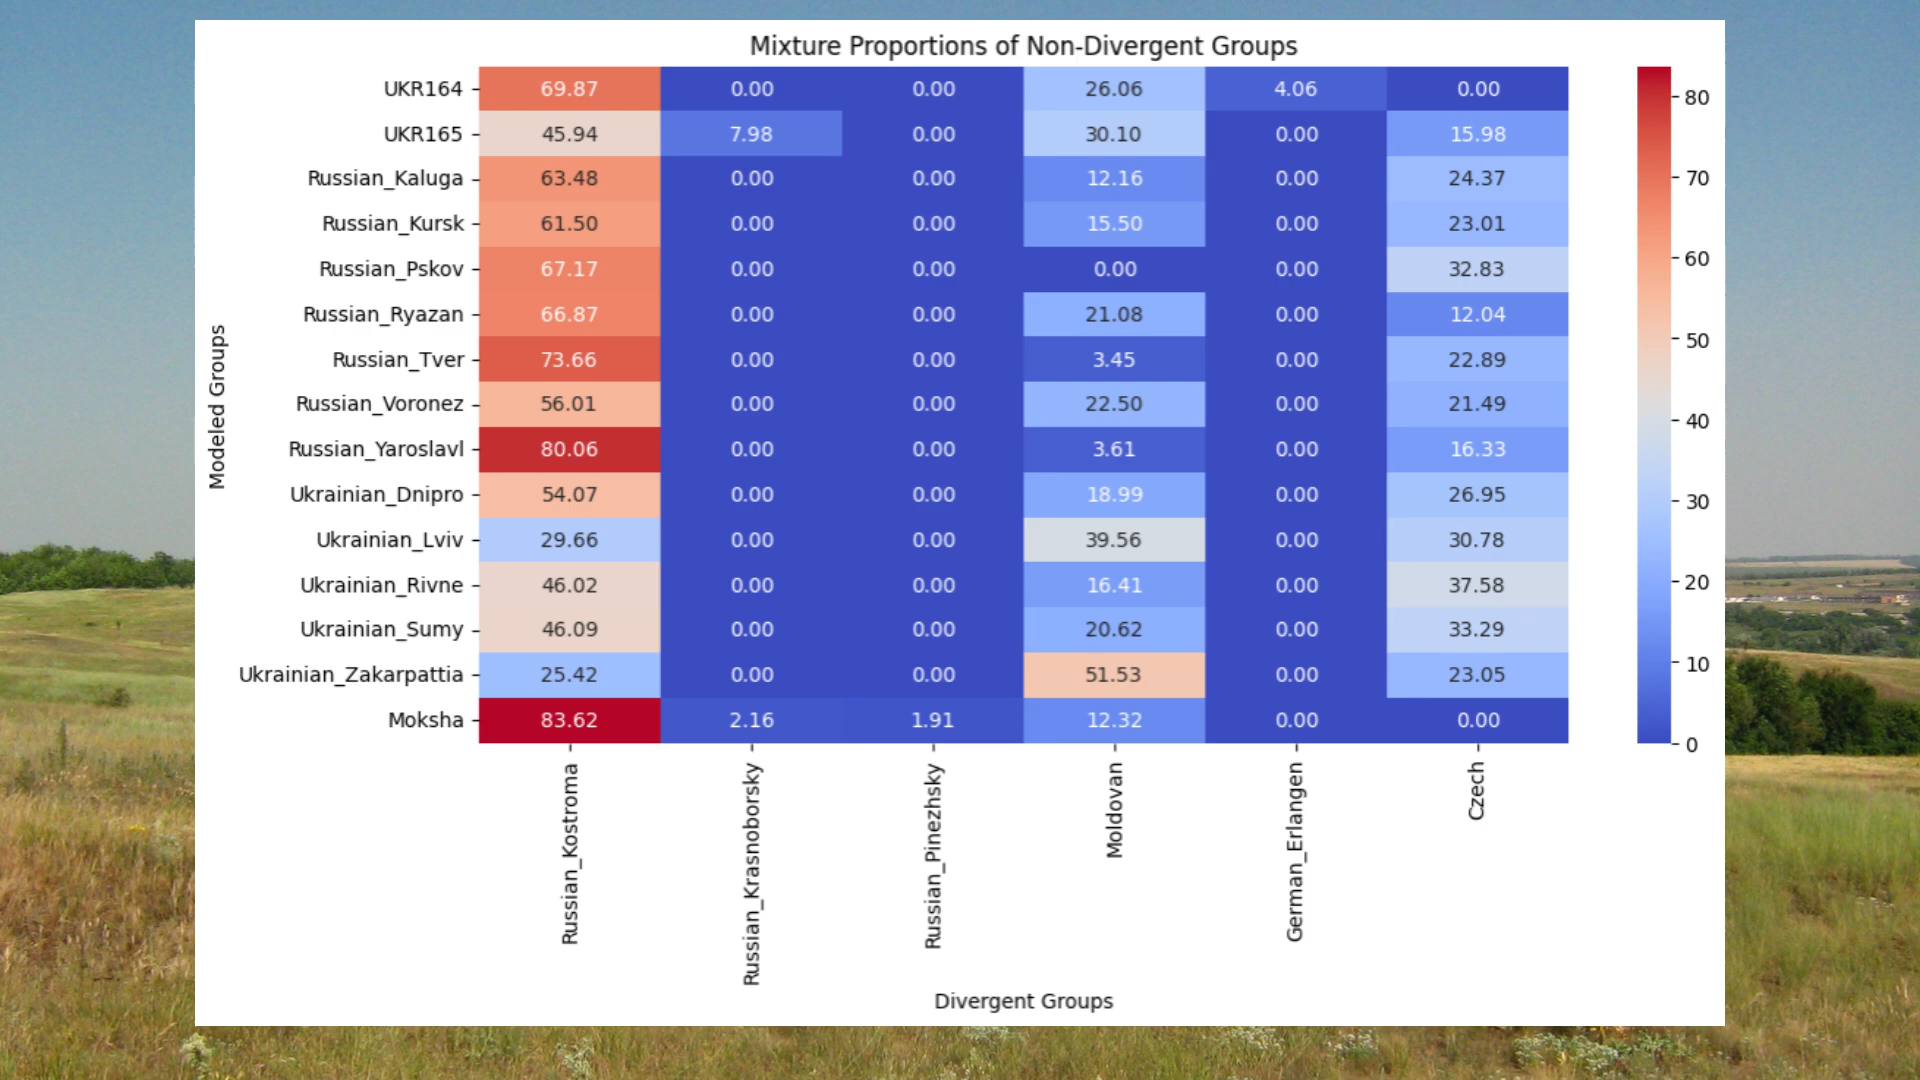 Mixture Proportions of Non-Divergent Groups
Modeled Groups
UKR164 69.87 0.00 0.00 26.06 4.06 0.00
UKR165 45.94 7.98 0.00 30.10 0.00 15.98
Russian_Kaluga 63.48 0.00 0.00 12.16 0.00 24.37
Russian_Kursk 61.50 0.00 0.00 15.50 0.00 23.01
Russian_Pskov 67.17 0.00 0.00 0.00 0.00 32.83
Russian_Ryazan 66.87 0.00 0.00 21.08 0.00 12.04
Russian_Tver 73.66 0.00 0.00 3.45 0.00 22.89
Russian_Voronez 56.01 0.00 0.00 22.50 0.00 21.49
Russian_Yaroslavl 80.06 0.00 0.00 3.61 0.00 16.33
Ukrainian_Dnipro 54.07 0.00 0.00 18.99 0.00 26.95
Ukrainian_Lviv 29.66 0.00 0.00 39.56 0.00 30.78
Ukrainian_Rivne 46.02 0.00 0.00 16.41 0.00 37.58
Ukrainian_Sumy 46.09 0.00 0.00 20.62 0.00 33.29
Ukrainian_Zakarpattia 25.42 0.00 0.00 51.53 0.00 23.05
Moksha 83.62 2.16 1.91 12.32 0.00 0.00
Russian_Kostroma
Russian_Krasnoborsky
Russian_Pinezhsky
Moldovan
German_Erlangen
Czech
Divergent Groups
80
70
60
50
40
30
20
10
0